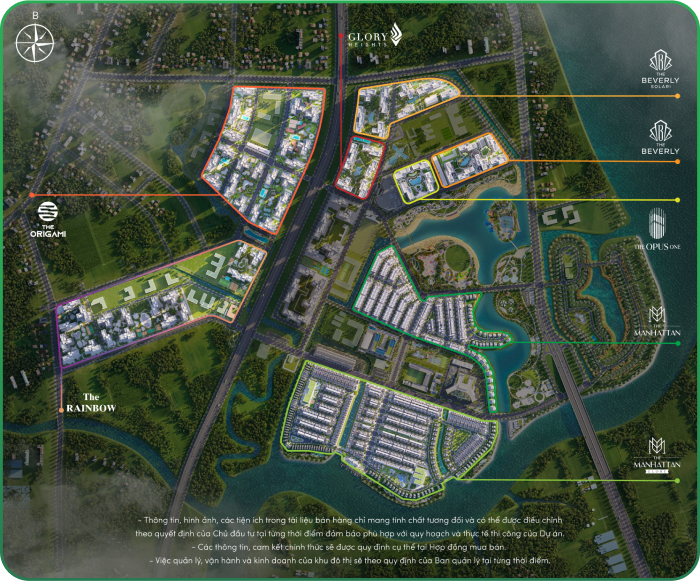 B
GLORY
HEIGHTS
THE
BEVERLY
SOLARI
THE
BEVERLY
THE
ORIGAMI
THE OPUS ONE
THE
MANHATTAN
The
RAINBOW
THE
MANHATTAN
GLORY
- Thông tin, hình ảnh, các tiện ích trong tài liệu bán hàng chỉ mang tính chất tương đối và có thể được điều chỉnh
theo quyết định của Chủ đầu tư tại từng thời điểm đảm bảo phù hợp với quy hoạch và thực tế thi công của Dự án.
- Các thông tin, cam kết chính thức sẽ được quy định cụ thể tại Hợp đồng mua bán.
- Việc quản lý, vận hành và kinh doanh của khu đô thị sẽ theo quy định của Ban quản lý tại từng thời điểm.